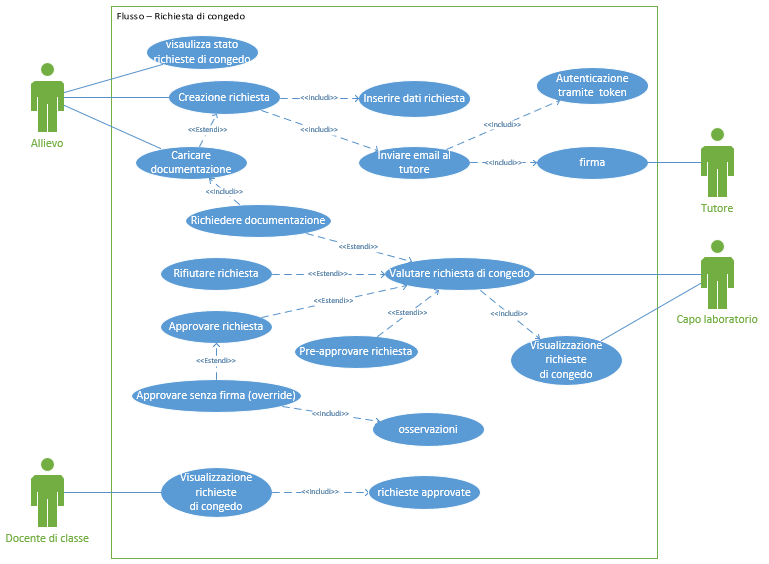 Flusso – Richiesta di congedo
visaulizza stato
richieste di congedo
Creazione richiesta
<<Includi>>
Inserire dati richiesta
Autenticazione
tramite token
Allievo
<<Estendi>>
<<Includi>>
<<Includi>>
Caricare
documentazione
Inviare email al
tutore
<<Includi>>
firma
Tutore
<<Includi>>
Richiedere documentazione
<<Estendi>>
Rifiutare richiesta
<<Estendi>>
Valutare richiesta di congedo
<<Estendi>>
<<Estendi>>
<<Includi>>
Capo laboratorio
Approvare richiesta
Pre-approvare richiesta
Visualizzazione
richieste
di congedo
<<Estendi>>
Approvare senza firma (override)
<<Includi>>
osservazioni
Visualizzazione
richieste
di congedo
<<Includi>>
richieste approvate
Docente di classe